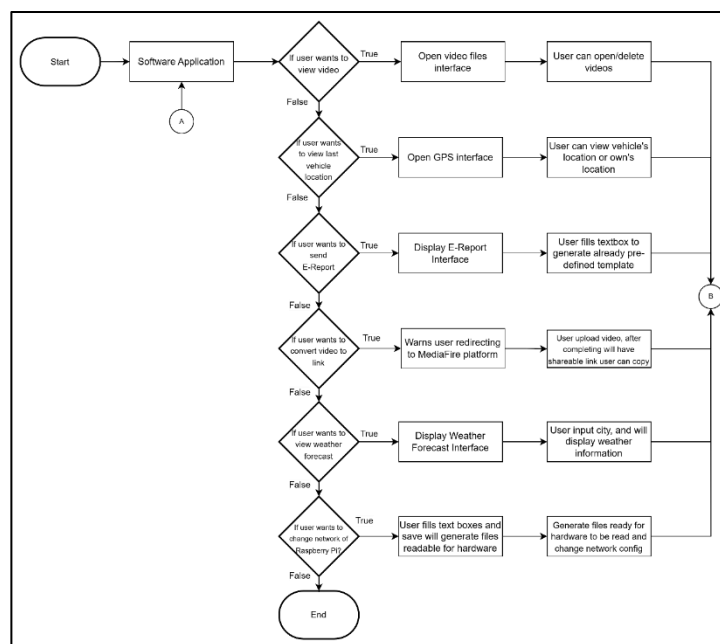 Start
Software Application
If user wants to
view video
True
Open video files
interface
User can open/delete
videos
A
False
If user wants
to view last
vehicle
location
True
Open GPS interface
User can view vehicle's
location or own's
location
False
If user wants to
send
E-Report
True
Display E-Report
Interface
User fills textbox to
generate already pre-
defined template
B
False
If user wants to
convert video to
link
True
Warns user redirecting
to MediaFire platform
User upload video, after
completing will have
shareable link user can copy
False
If user wants to
view weather
forecast
True
Display Weather
Forecast Interface
User input city, and will
display weather
information
False
If user wants to
change network of
Raspberry Pi?
True
User fills text boxes and
save will generate files
readable for hardware
Generate files ready for
hardware to be read and
change network config
False
End